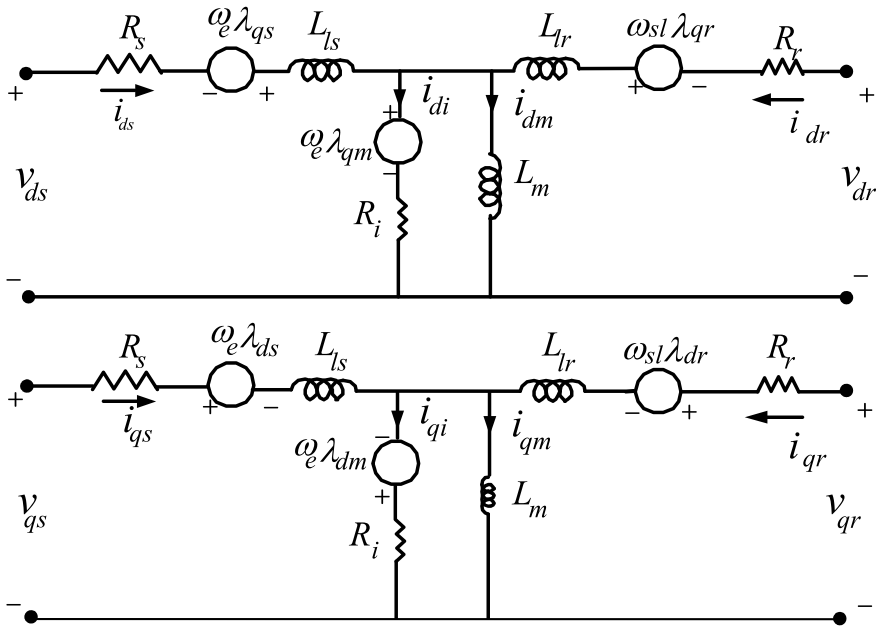 R_s ω_e λ_qs L_ls L_lr ω_sl λ_qr R_r
+ − + + − +
i_ds i_di i_dm i_dr
+
ω_e λ_qm
−
v_ds R_i L_m v_dr
− −
R_s ω_e λ_ds L_ls L_lr ω_sl λ_dr R_r
+ + − − + +
i_qs i_qi i_qm i_qr
−
ω_e λ_dm
+
v_qs R_i L_m v_qr
− −